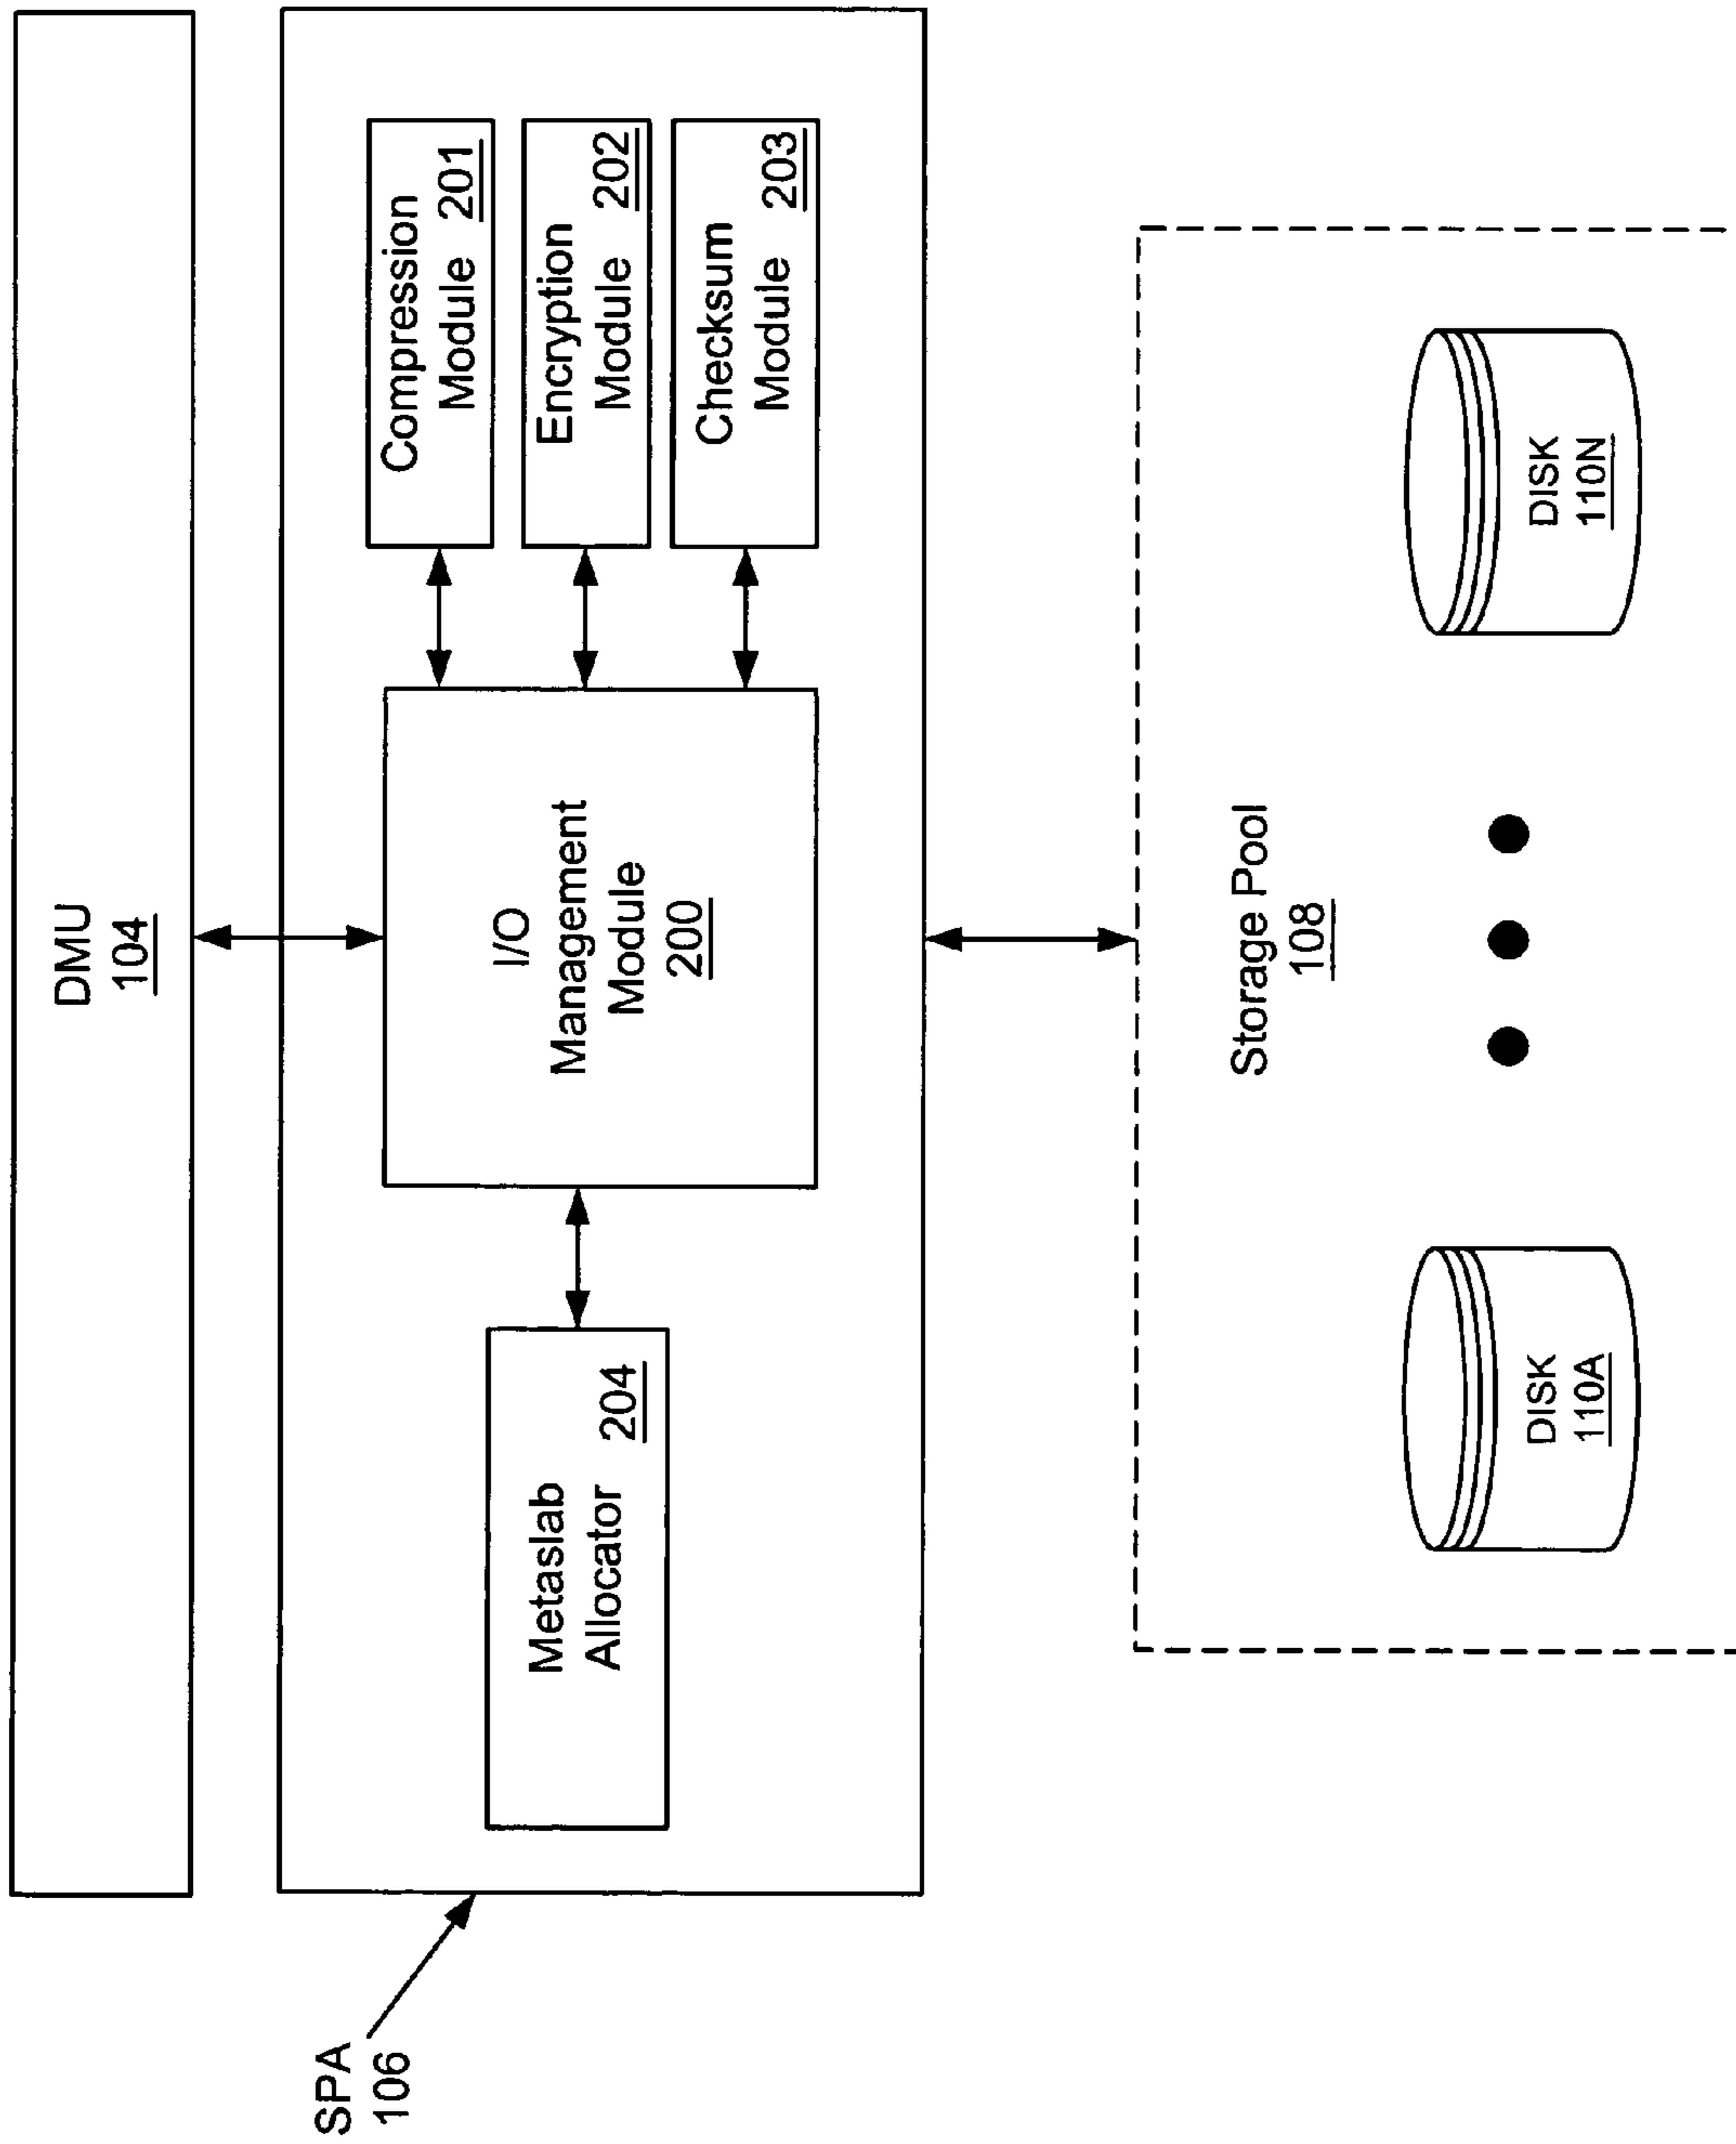 DMU
104
SPA
106
Metaslab
Allocator 204
I/O
Management
Module
200
Compression
Module 201
Encryption
Module 202
Checksum
Module 203
Storage Pool
108
DISK
110A
DISK
110N